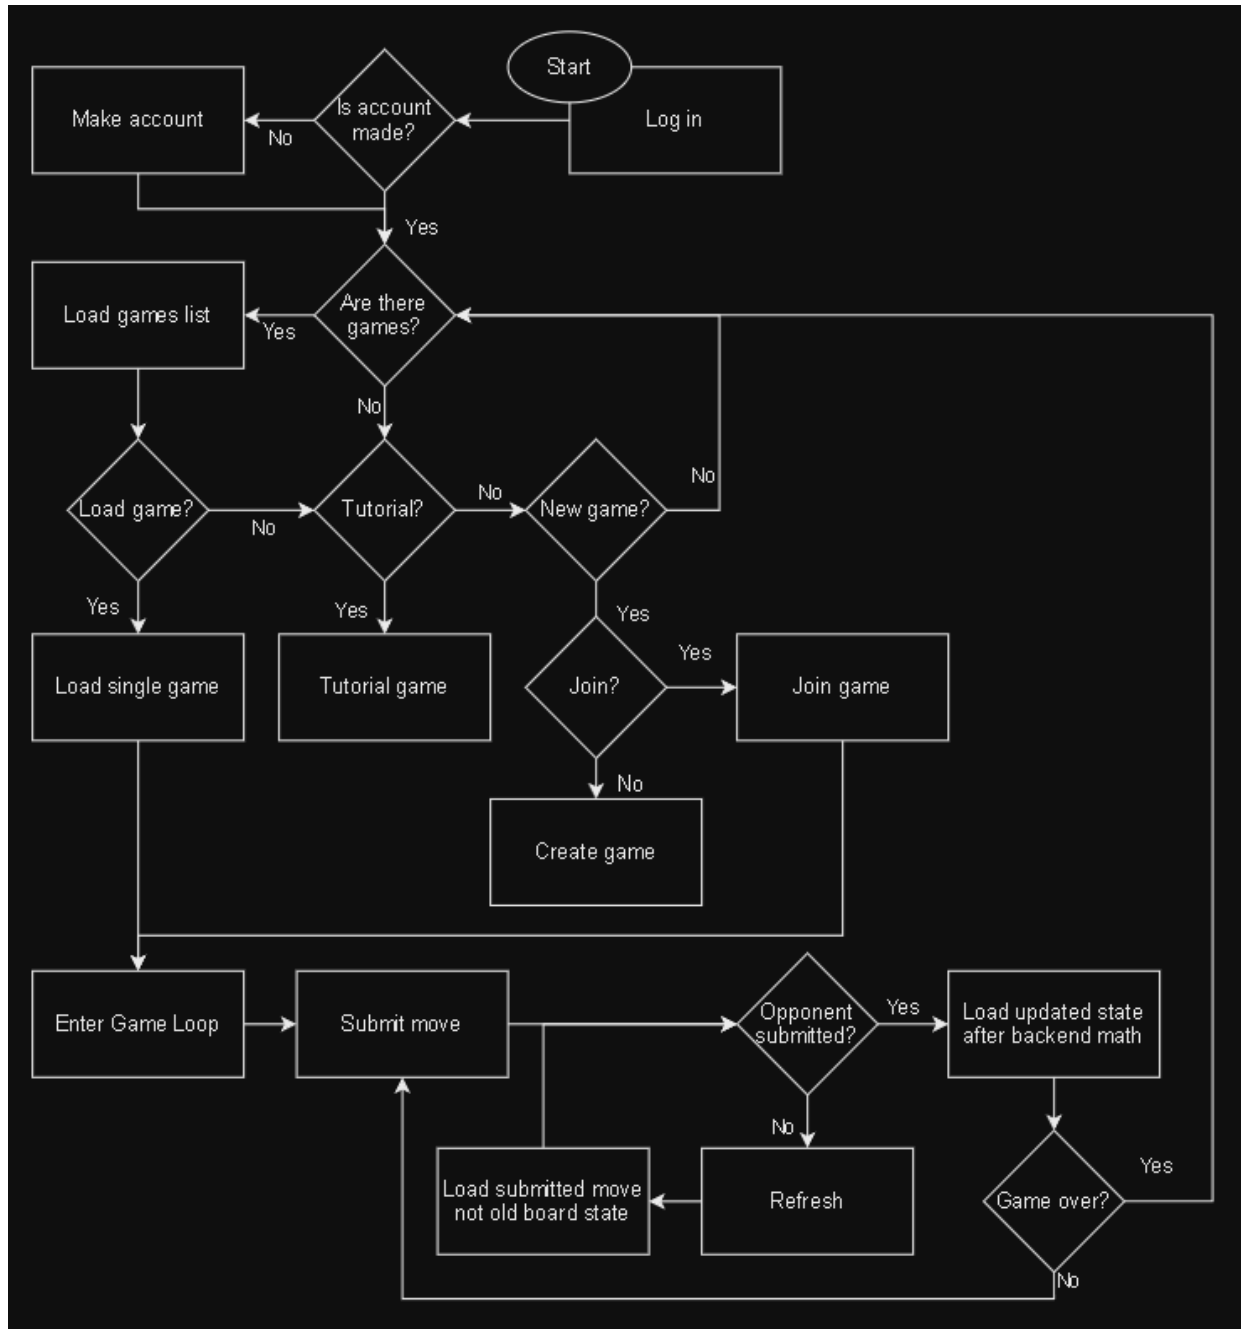 Start
Log in
Is account
made?
No
Make account
Yes
Are there
games?
Yes
Load games list
No
Load game?
No
Tutorial?
No
New game?
No
Yes
Yes
Yes
Load single game
Tutorial game
Join?
Yes
Join game
No
Create game
Enter Game Loop
Submit move
Opponent
submitted?
Yes
Load updated state
after backend math
No
Load submitted move
not old board state
Refresh
Game over?
Yes
No